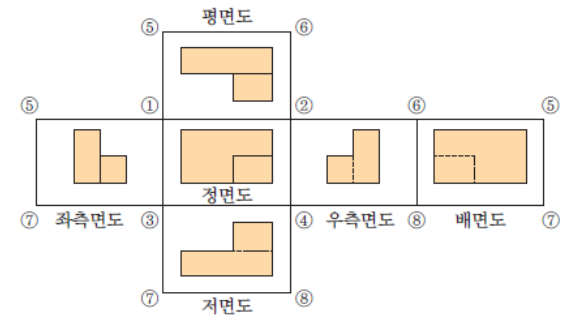 평면도
⑤ ⑥
⑤ ① ② ⑥ ⑤
정면도
⑦ 좌측면도 ③ ④ 우측면도 ⑧ 배면도 ⑦
⑦ ⑧
저면도